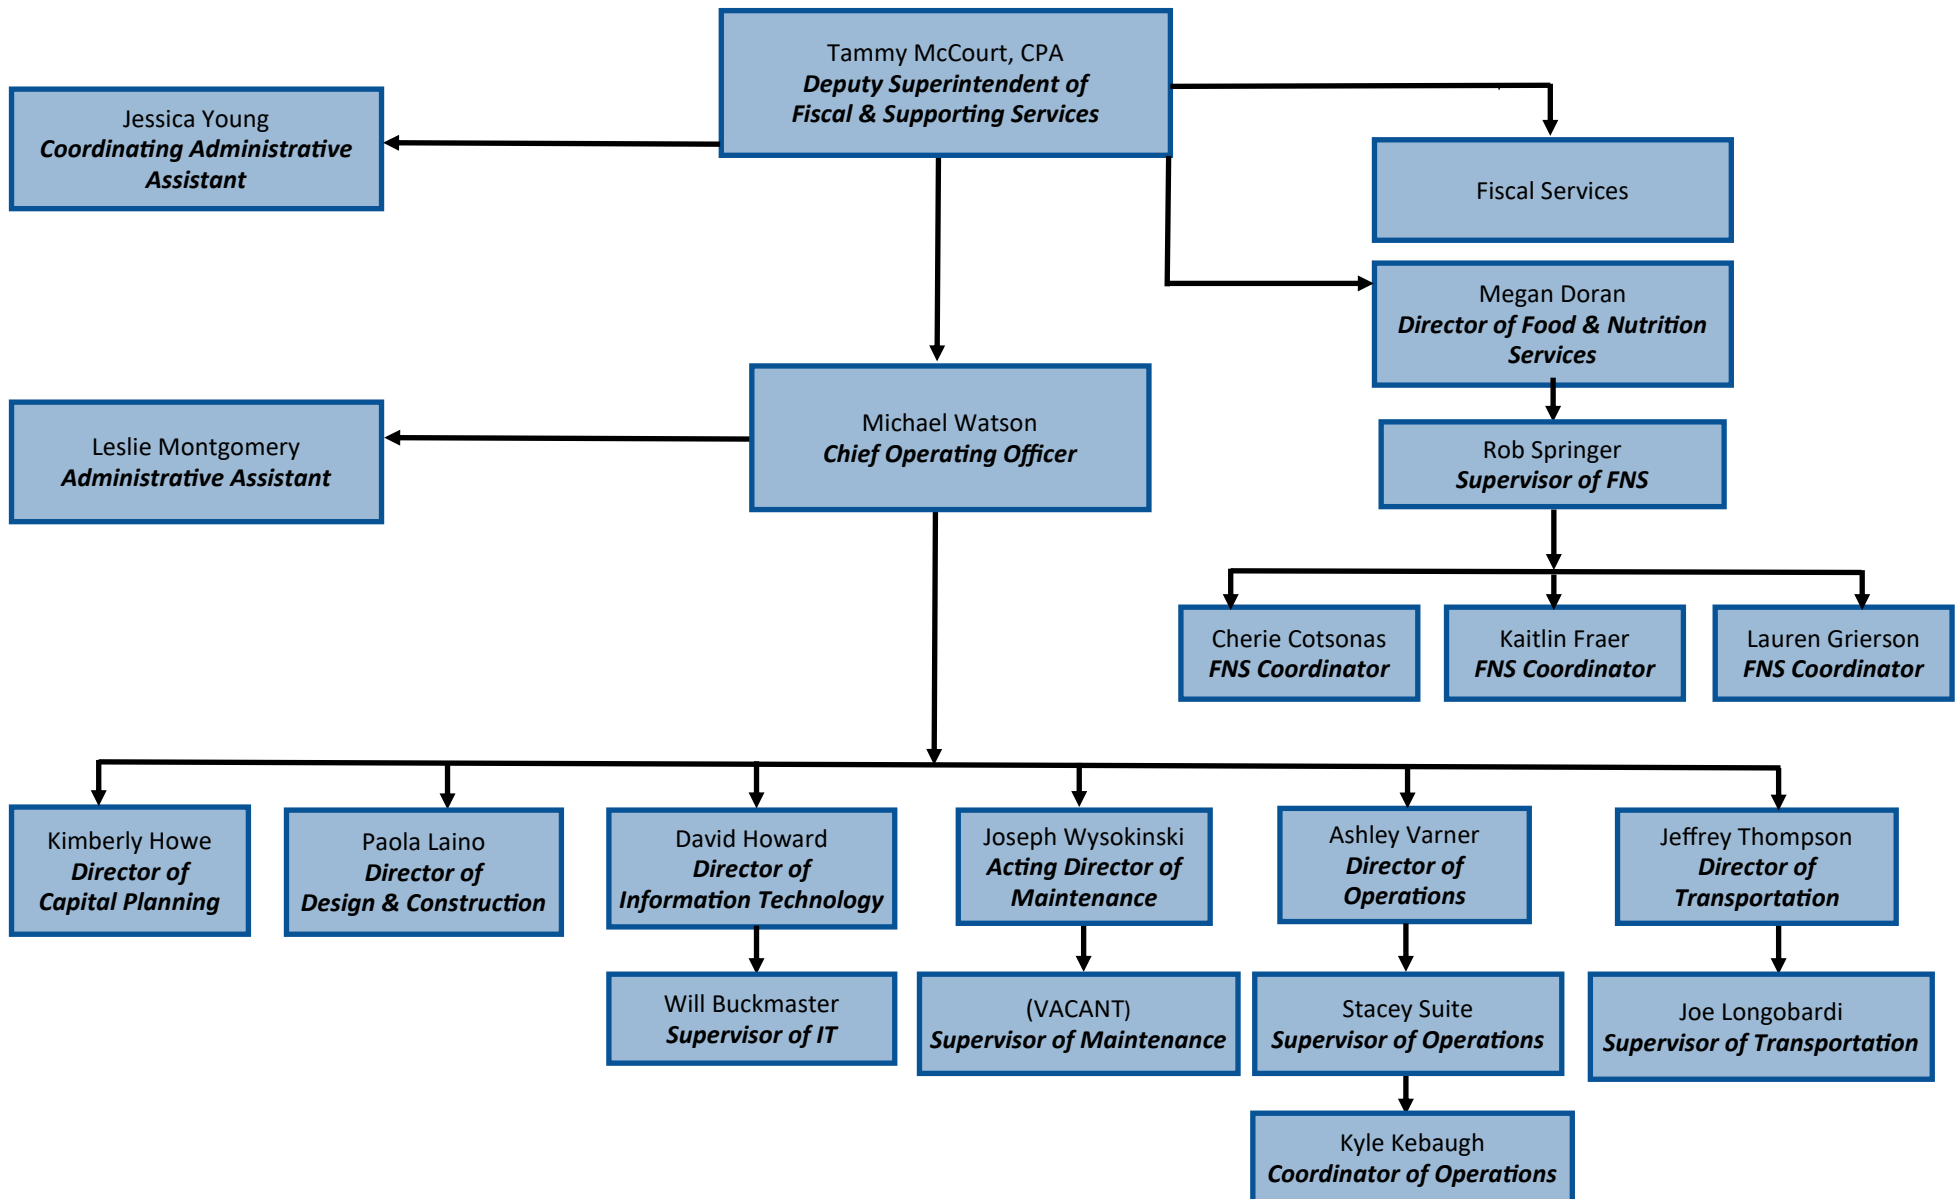 Tammy McCourt, CPA
Deputy Superintendent of
Fiscal & Supporting Services
Jessica Young
Coordinating Administrative
Assistant
Fiscal Services
Megan Doran
Director of Food & Nutrition
Services
Michael Watson
Chief Operating Officer
Leslie Montgomery
Administrative Assistant
Rob Springer
Supervisor of FNS
Cherie Cotsonas
FNS Coordinator
Kaitlin Fraer
FNS Coordinator
Lauren Grierson
FNS Coordinator
Kimberly Howe
Director of
Capital Planning
Paola Laino
Director of
Design & Construction
David Howard
Director of
Information Technology
Joseph Wysokinski
Acting Director of
Maintenance
Ashley Varner
Director of
Operations
Jeffrey Thompson
Director of
Transportation
Will Buckmaster
Supervisor of IT
(VACANT)
Supervisor of Maintenance
Stacey Suite
Supervisor of Operations
Joe Longobardi
Supervisor of Transportation
Kyle Kebaugh
Coordinator of Operations